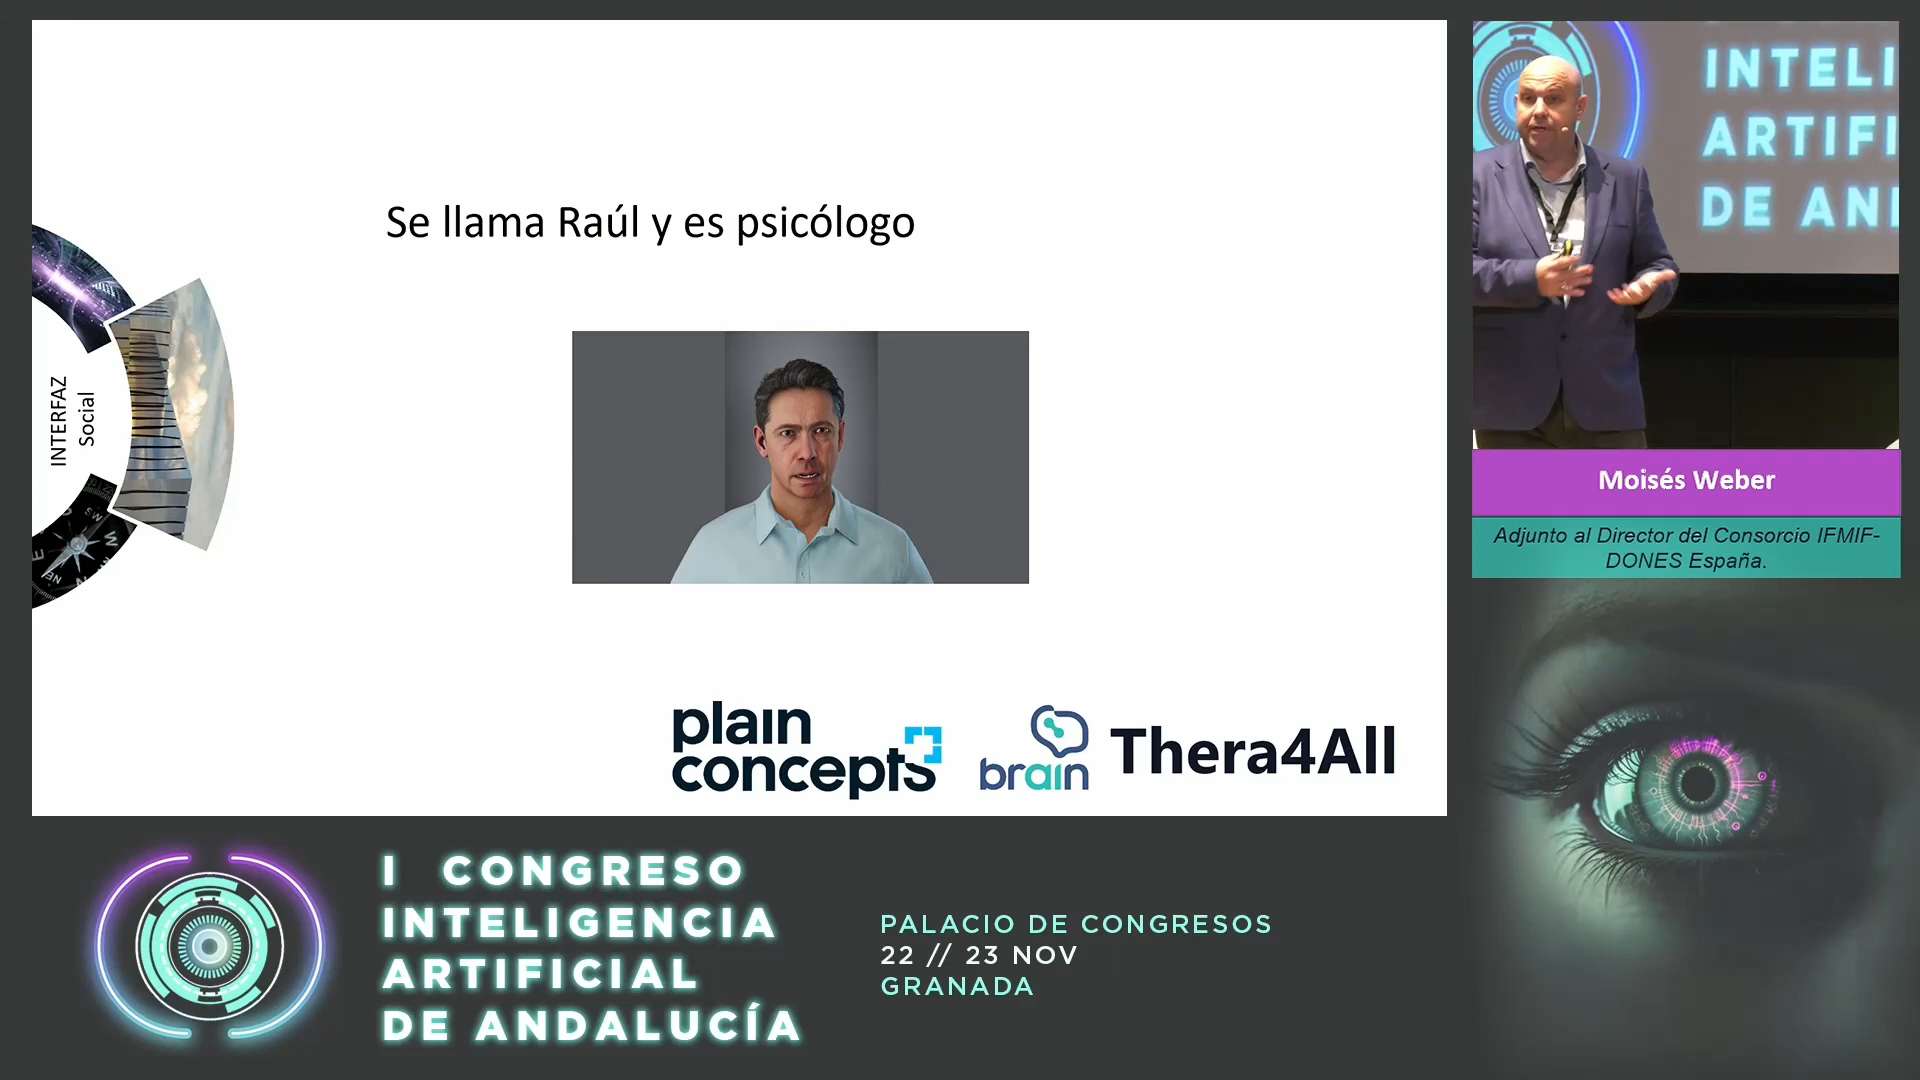 Se llama Raúl y es psicólogo
INTERFAZ
Social
plain
concepts
brain
Thera4All
INTELI
ARTIFI
DE AN
Moisés Weber
Adjunto al Director del Consorcio IFMIF-
DONES España.
I CONGRESO
INTELIGENCIA
ARTIFICIAL
DE ANDALUCÍA
PALACIO DE CONGRESOS
22 // 23 NOV
GRANADA